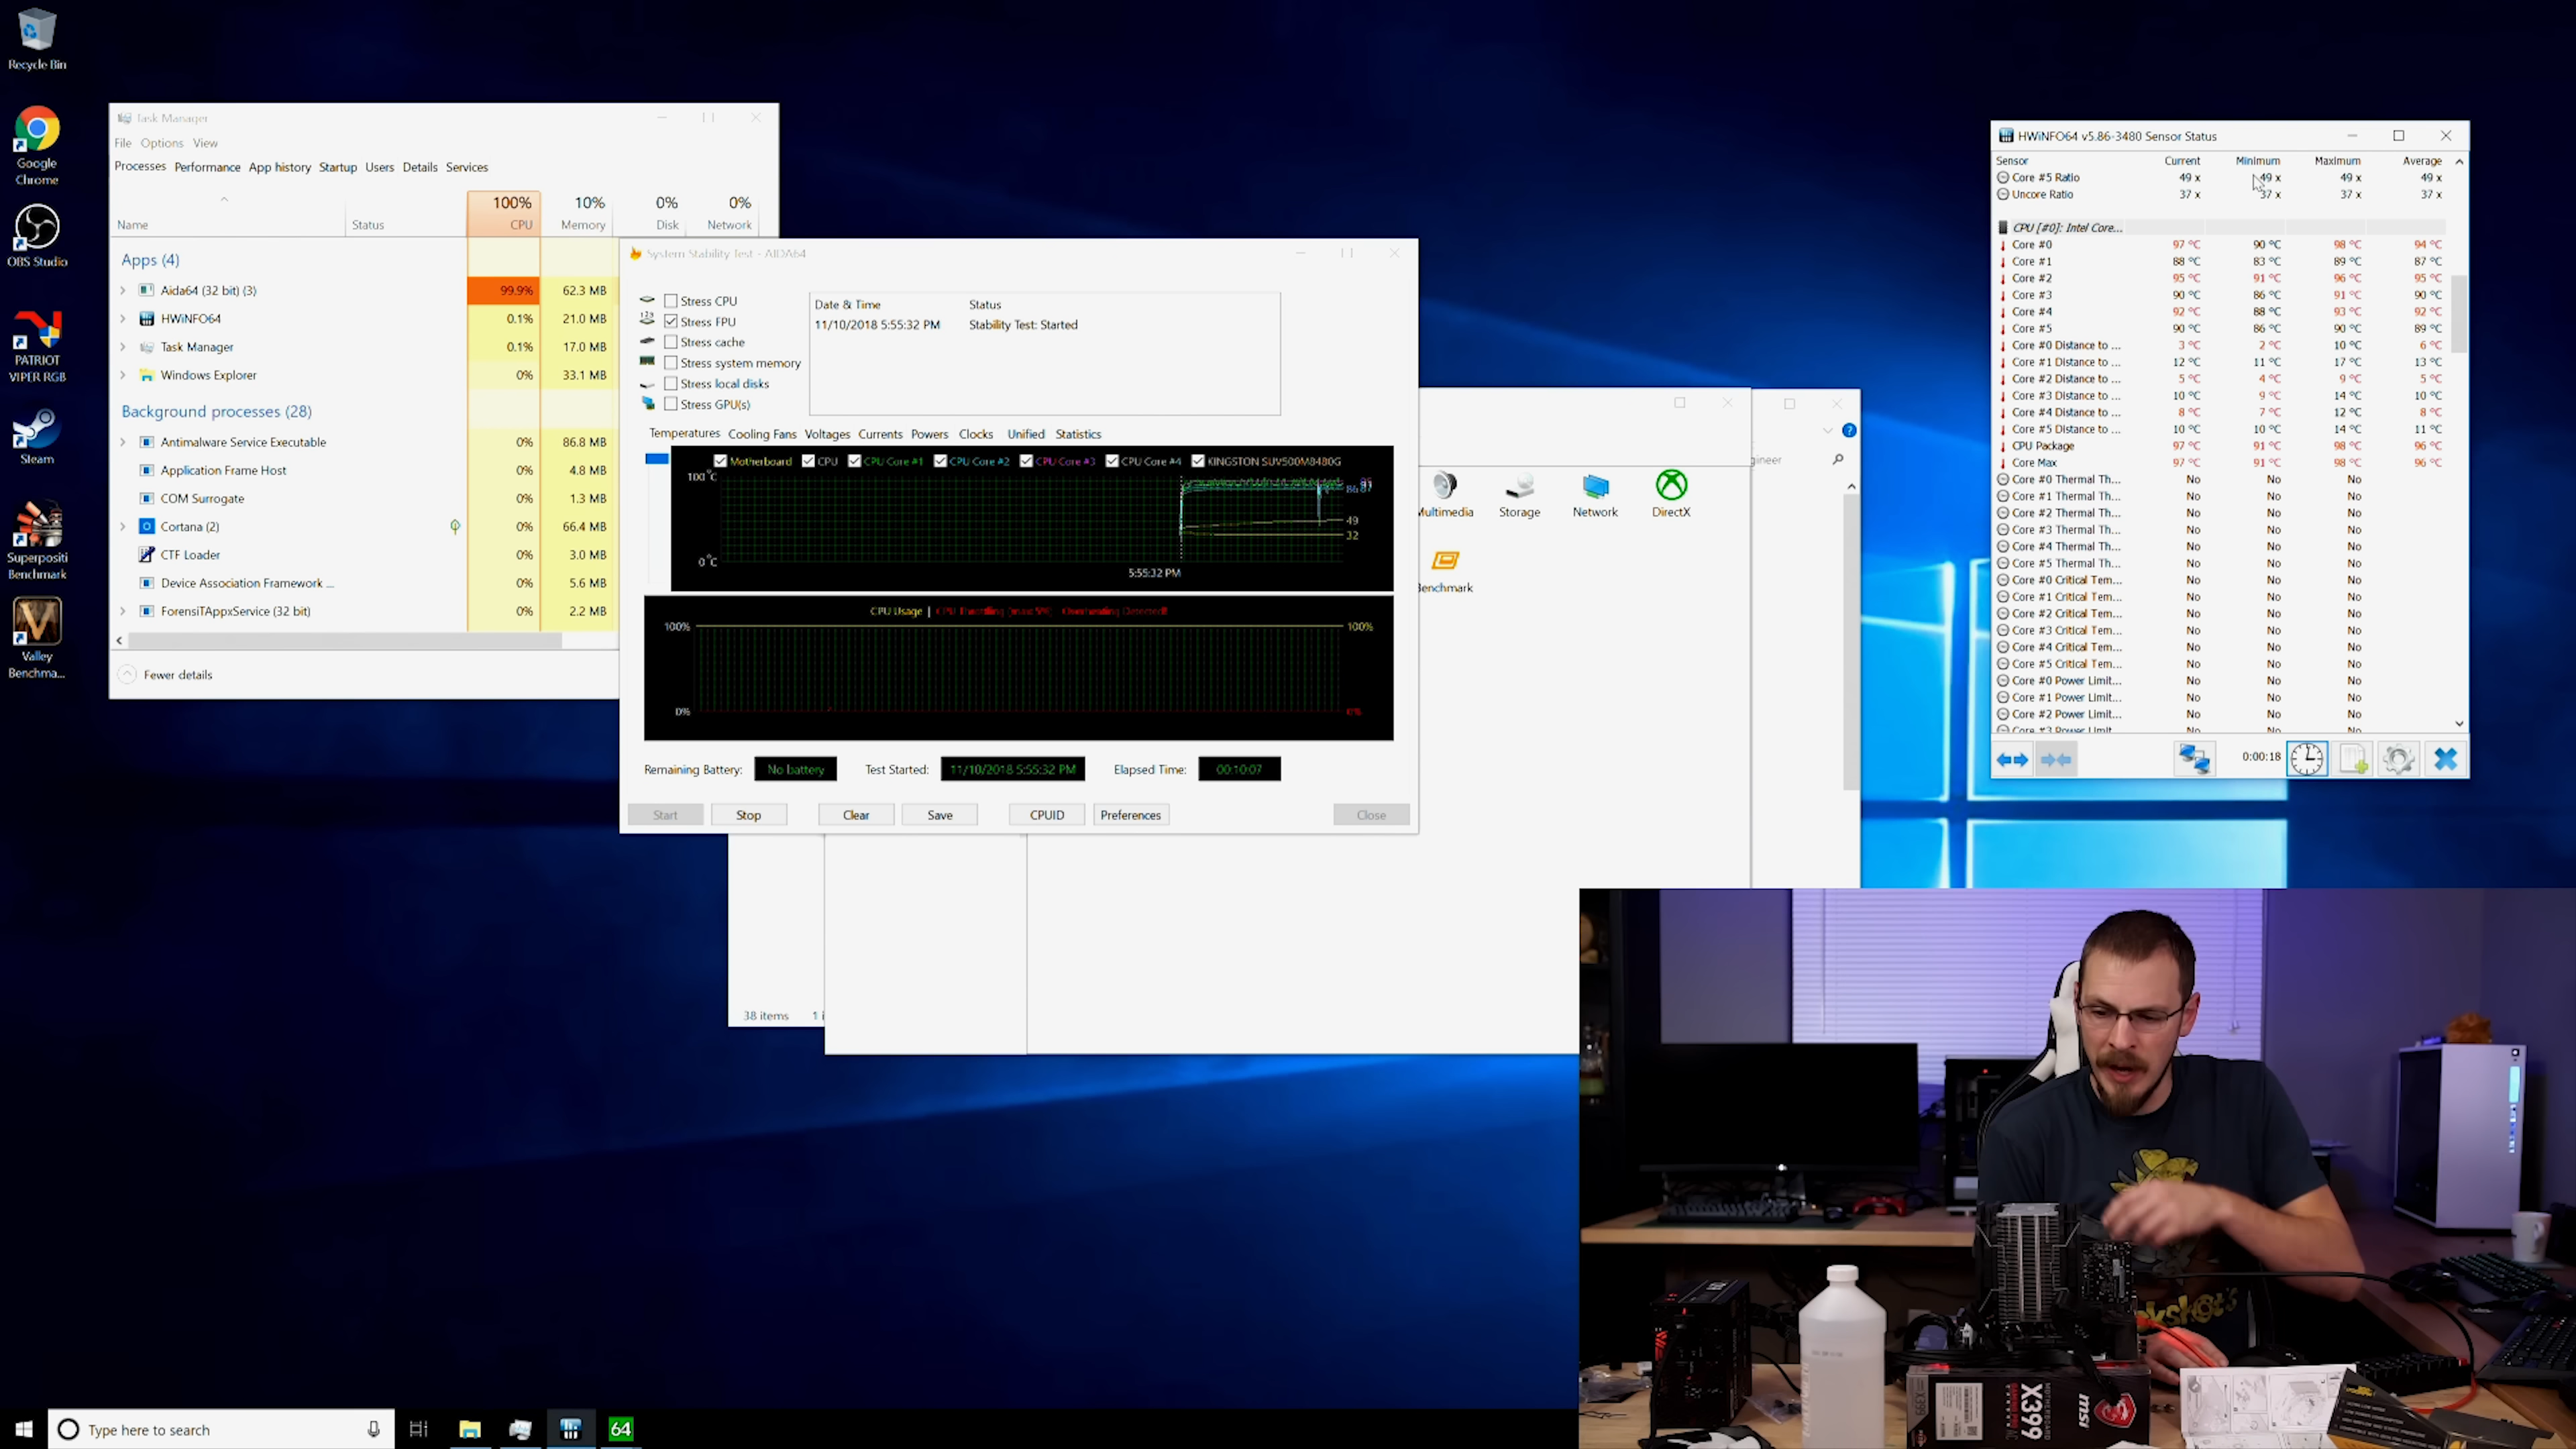 Recycle Bin
Google Chrome
OBS Studio
PATRIOT VIPER RGB
Steam
Superpositi Benchmark
Valley Benchma...
Task Manager
File Options View
Processes Performance App history Startup Users Details Services
100% 10% 0% 0%
Name Status CPU Memory Disk Network
Apps (4)
Aida64 (32 bit) (3) 99.9% 62.3 MB
HWiNFO64 0.1% 21.0 MB
Task Manager 0.1% 17.0 MB
Windows Explorer 0% 33.1 MB
Background processes (28)
Antimalware Service Executable 0% 86.8 MB
Application Frame Host 0% 4.8 MB
COM Surrogate 0% 1.3 MB
Cortana (2) 0% 66.4 MB
CTF Loader 0% 3.0 MB
Device Association Framework ... 0% 5.6 MB
ForensiTAppxService (32 bit) 0% 2.2 MB
Fewer details
System Stability Test - AIDA64
Stress CPU
Stress FPU
Stress cache
Stress system memory
Stress local disks
Stress GPU(s)
Date & Time Status
11/10/2018 5:55:32 PM Stability Test: Started
Temperatures Cooling Fans Voltages Currents Powers Clocks Unified Statistics
Motherboard CPU CPU Core #1 CPU Core #2 CPU Core #3 CPU Core #4 KINGSTON SUV500M8480G
100°C
49
32
0°C
5:55:32 PM
CPU Usage | CPU Throttling Overheating Detected!
100% 100%
0% 0%
Remaining Battery: No battery Test Started: 11/10/2018 5:55:32 PM Elapsed Time: 00:10:07
Start Stop Clear Save CPUID Preferences Close
gineer
Multimedia Storage Network DirectX
Benchmark
38 items 1 i
HWiNFO64 v5.86-3480 Sensor Status
Sensor Current Minimum Maximum Average
Core #5 Ratio 49 x 49 x 49 x 49 x
Uncore Ratio 37 x 37 x 37 x 37 x
CPU [#0]: Intel Core...
Core #0 97 °C 90 °C 98 °C 94 °C
Core #1 88 °C 83 °C 89 °C 87 °C
Core #2 95 °C 91 °C 96 °C 95 °C
Core #3 90 °C 86 °C 91 °C 90 °C
Core #4 92 °C 88 °C 93 °C 92 °C
Core #5 90 °C 86 °C 90 °C 89 °C
Core #0 Distance to ... 3 °C 2 °C 10 °C 6 °C
Core #1 Distance to ... 12 °C 11 °C 17 °C 13 °C
Core #2 Distance to ... 5 °C 4 °C 9 °C 5 °C
Core #3 Distance to ... 10 °C 9 °C 14 °C 10 °C
Core #4 Distance to ... 8 °C 7 °C 12 °C 8 °C
Core #5 Distance to ... 10 °C 10 °C 14 °C 11 °C
CPU Package 97 °C 91 °C 98 °C 96 °C
Core Max 97 °C 91 °C 98 °C 96 °C
Core #0 Thermal Th... No No No
Core #1 Thermal Th... No No No
Core #2 Thermal Th... No No No
Core #3 Thermal Th... No No No
Core #4 Thermal Th... No No No
Core #5 Thermal Th... No No No
Core #0 Critical Tem... No No No
Core #1 Critical Tem... No No No
Core #2 Critical Tem... No No No
Core #3 Critical Tem... No No No
Core #4 Critical Tem... No No No
Core #5 Critical Tem... No No No
Core #0 Power Limit... No No No
Core #1 Power Limit... No No No
Core #2 Power Limit... No No No
Core #3 Power Limit... No No No
0:00:18
X399
msi
Type here to search
64